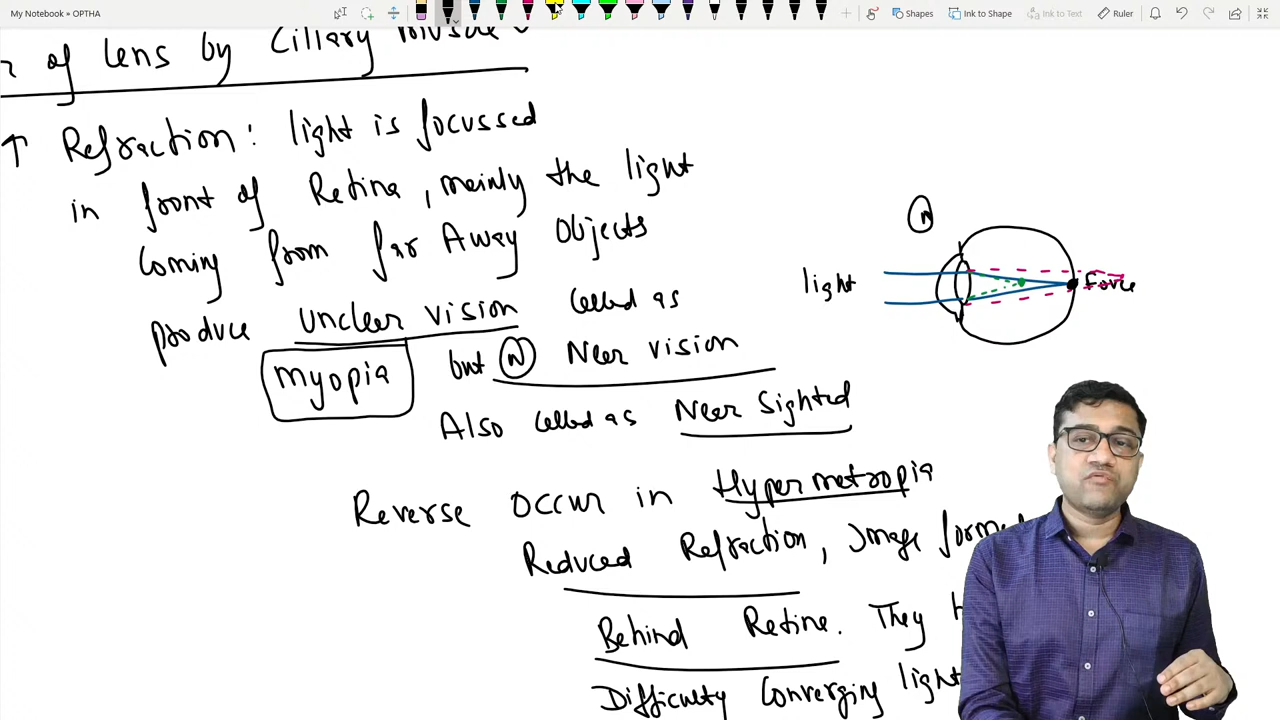 My Notebook » OPTHA
Shapes
Ink to Shape
Ink to Text
Ruler
of lens by Ciliary Muscle
↑ Refraction: light is focussed
in front of Retina, mainly the light
Coming from far Away Objects
produce unclear vision called as
myopia but N Near vision
Also called as Near Sighted
Reverse Occur in Hypermetropia
Reduced Refraction, Image formed
Behind Retina. They
Difficulty Converging light
N
light
Fovea